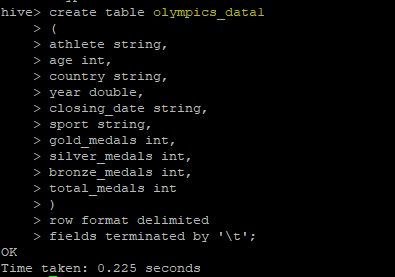 hive> create table olympics_data1
    > (
    > athlete string,
    > age int,
    > country string,
    > year double,
    > closing_date string,
    > sport string,
    > gold_medals int,
    > silver_medals int,
    > bronze_medals int,
    > total_medals int
    > )
    > row format delimited
    > fields terminated by '\t';
OK
Time taken: 0.225 seconds